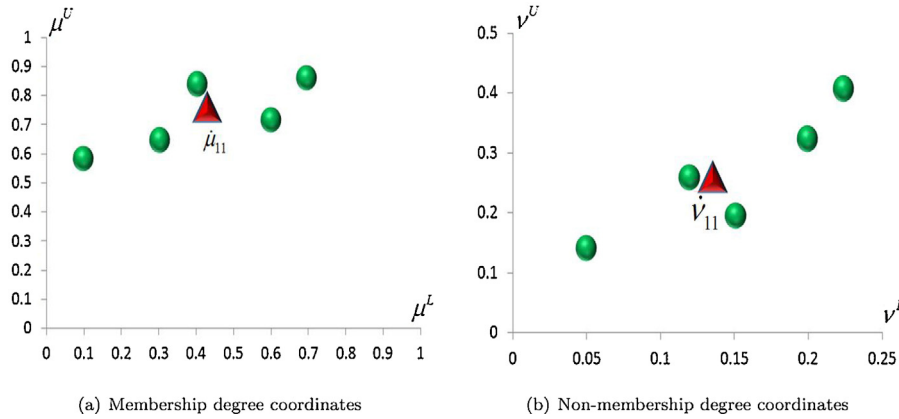 μ^U
1
0.9
0.8
0.7
0.6
0.5
0.4
0.3
0.2
0.1
0
μ̇₁₁
μ^L
0 0.1 0.2 0.3 0.4 0.5 0.6 0.7 0.8 0.9 1
(a) Membership degree coordinates
ν^U
0.5
0.4
0.3
0.2
0.1
0
ν̇₁₁
ν^L
0 0.05 0.1 0.15 0.2 0.25
(b) Non-membership degree coordinates